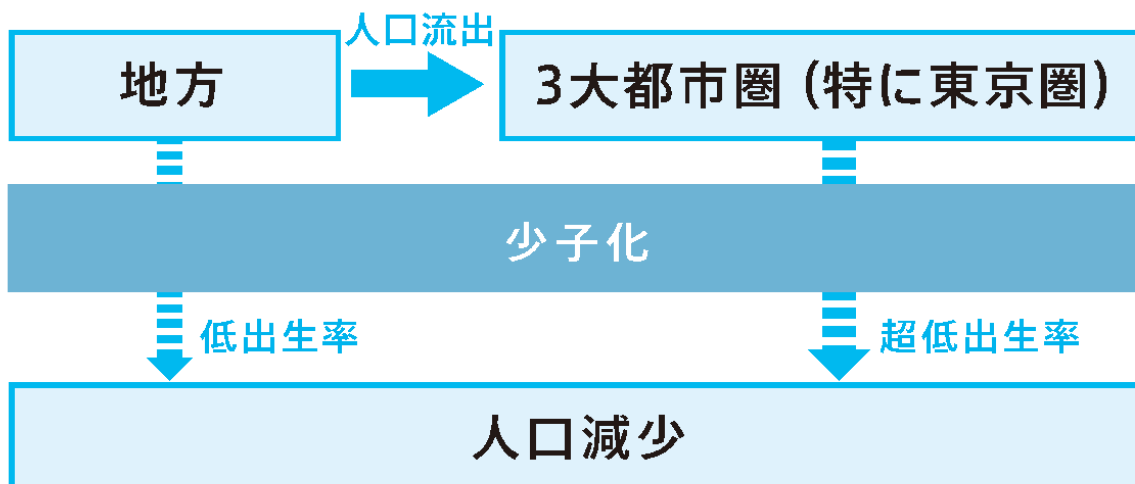 人口流出
地方
3大都市圏 (特に東京圏)
少子化
低出生率
超低出生率
人口減少